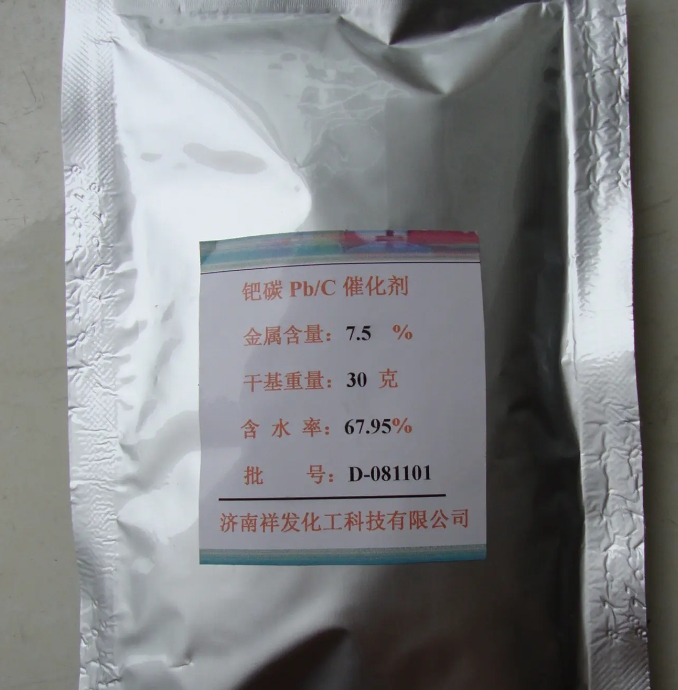 钯碳 Pb/C 催化剂
金属含量：7.5 %
干基重量：30 克
含 水 率：67.95%
批 号：D-081101
济南祥发化工科技有限公司